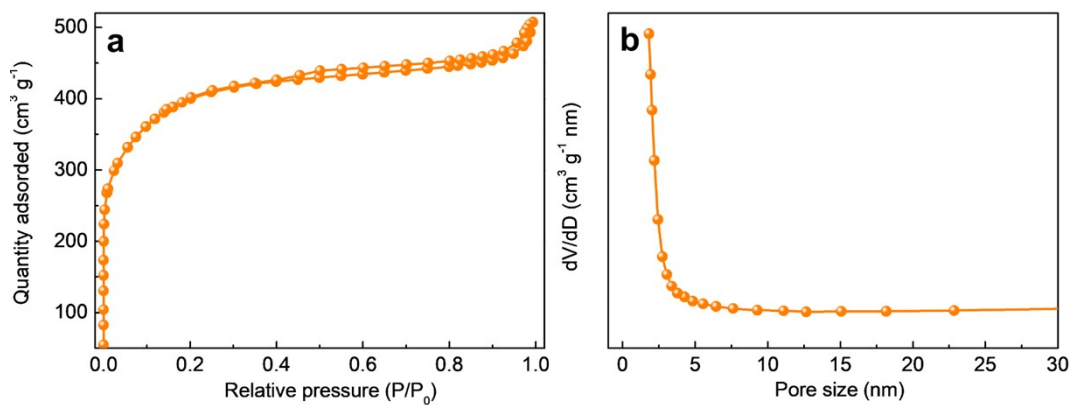 a
Quantity adsorded (cm³ g⁻¹)
500
400
300
200
100
0.0 0.2 0.4 0.6 0.8 1.0
Relative pressure (P/P₀)
b
dV/dD (cm³ g⁻¹ nm)
0 5 10 15 20 25 30
Pore size (nm)